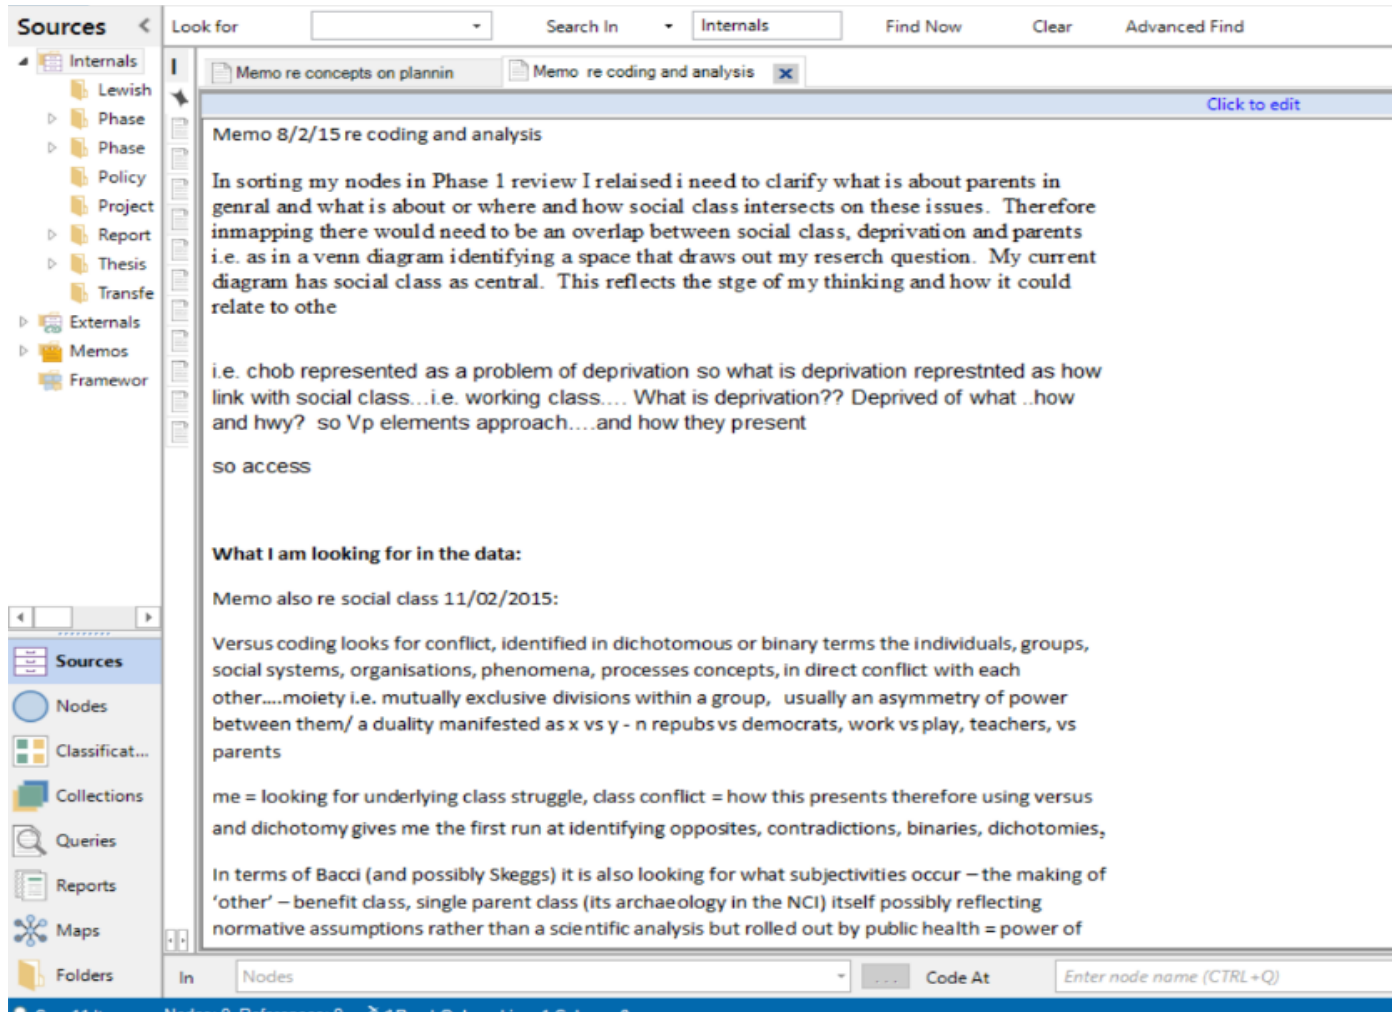 Sources < Look for Search In Internals Find Now Clear Advanced Find
Internals
Lewish
Phase
Phase
Policy
Project
Report
Thesis
Transfe
Externals
Memos
Framewor
Sources
Nodes
Classificat...
Collections
Queries
Reports
Maps
Folders
Memo re concepts on plannin Memo re coding and analysis
Click to edit
Memo 8/2/15 re coding and analysis
In sorting my nodes in Phase 1 review I relaised i need to clarify what is about parents in
genral and what is about or where and how social class intersects on these issues. Therefore
inmapping there would need to be an overlap between social class, deprivation and parents
i.e. as in a venn diagram identifying a space that draws out my reserch question. My current
diagram has social class as central. This reflects the stge of my thinking and how it could
relate to othe
i.e. chob represented as a problem of deprivation so what is deprivation represtnted as how
link with social class...i.e. working class.... What is deprivation?? Deprived of what ..how
and hwy? so Vp elements approach....and how they present
so access
What I am looking for in the data:
Memo also re social class 11/02/2015:
Versus coding looks for conflict, identified in dichotomous or binary terms the individuals, groups,
social systems, organisations, phenomena, processes concepts, in direct conflict with each
other....moiety i.e. mutually exclusive divisions within a group, usually an asymmetry of power
between them/ a duality manifested as x vs y - n repubs vs democrats, work vs play, teachers, vs
parents
me = looking for underlying class struggle, class conflict = how this presents therefore using versus
and dichotomy gives me the first run at identifying opposites, contradictions, binaries, dichotomies,
In terms of Bacci (and possibly Skeggs) it is also looking for what subjectivities occur – the making of
‘other’ – benefit class, single parent class (its archaeology in the NCI) itself possibly reflecting
normative assumptions rather than a scientific analysis but rolled out by public health = power of
In Nodes ... Code At Enter node name (CTRL+Q)